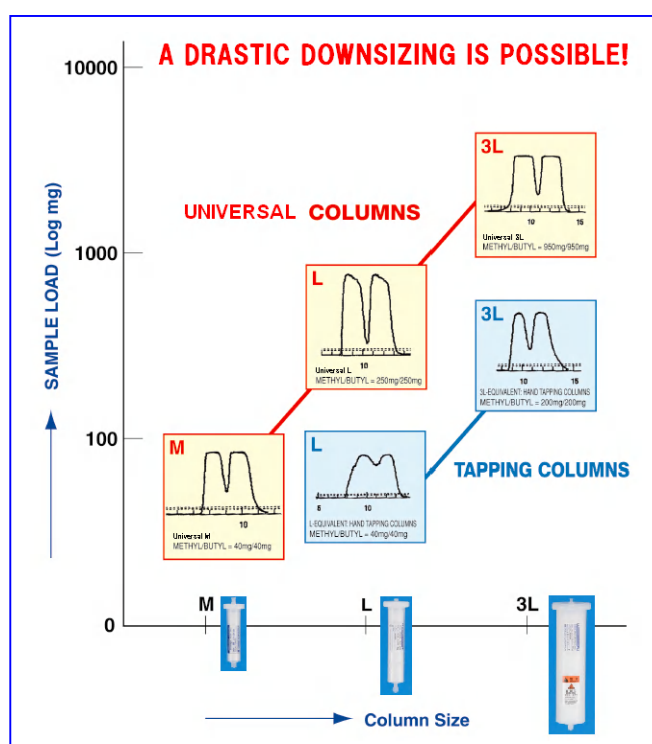 A DRASTIC DOWNSIZING IS POSSIBLE!
10000
1000
100
0
SAMPLE LOAD (Log mg)
UNIVERSAL COLUMNS
3L
10 15
Universal 3L
METHYL/BUTYL = 950mg/950mg
L
10
Universal L
METHYL/BUTYL = 250mg/250mg
3L
10 15
3L-EQUIVALENT: HAND TAPPING COLUMNS
METHYL/BUTYL = 200mg/200mg
M
10
Universal M
METHYL/BUTYL = 40mg/40mg
L
10
L-EQUIVALENT: HAND TAPPING COLUMNS
METHYL/BUTYL = 40mg/40mg
TAPPING COLUMNS
M L 3L
Column Size